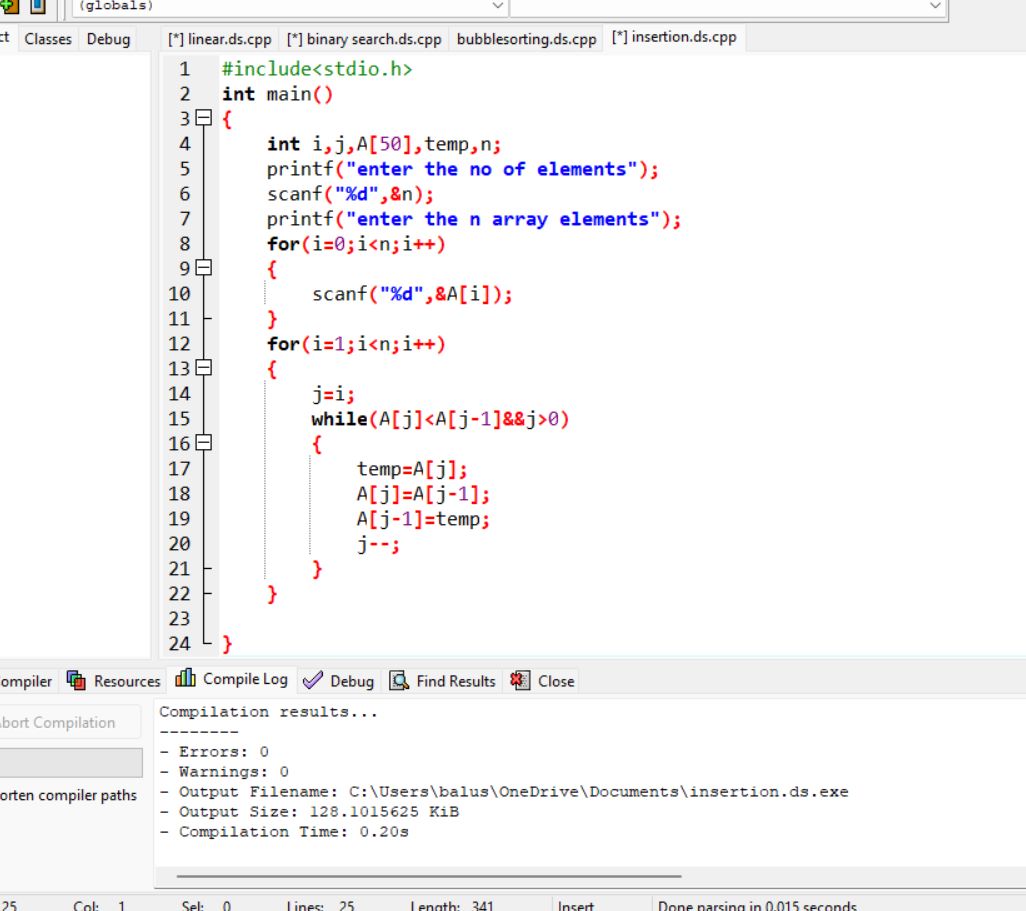 (globals)
ct Classes Debug
[*] linear.ds.cpp [*] binary search.ds.cpp bubblesorting.ds.cpp [*] insertion.ds.cpp
1 #include<stdio.h>
2 int main()
3 {
4 int i,j,A[50],temp,n;
5 printf("enter the no of elements");
6 scanf("%d",&n);
7 printf("enter the n array elements");
8 for(i=0;i<n;i++)
9 {
10 scanf("%d",&A[i]);
11 }
12 for(i=1;i<n;i++)
13 {
14 j=i;
15 while(A[j]<A[j-1]&&j>0)
16 {
17 temp=A[j];
18 A[j]=A[j-1];
19 A[j-1]=temp;
20 j--;
21 }
22 }
23
24 }
ompiler Resources Compile Log Debug Find Results Close
bort Compilation
orten compiler paths
Compilation results...
--------
- Errors: 0
- Warnings: 0
- Output Filename: C:\Users\balus\OneDrive\Documents\insertion.ds.exe
- Output Size: 128.1015625 KiB
- Compilation Time: 0.20s
25 Col: 1 Sel: 0 Lines: 25 Length: 341 Insert Done parsing in 0.015 seconds